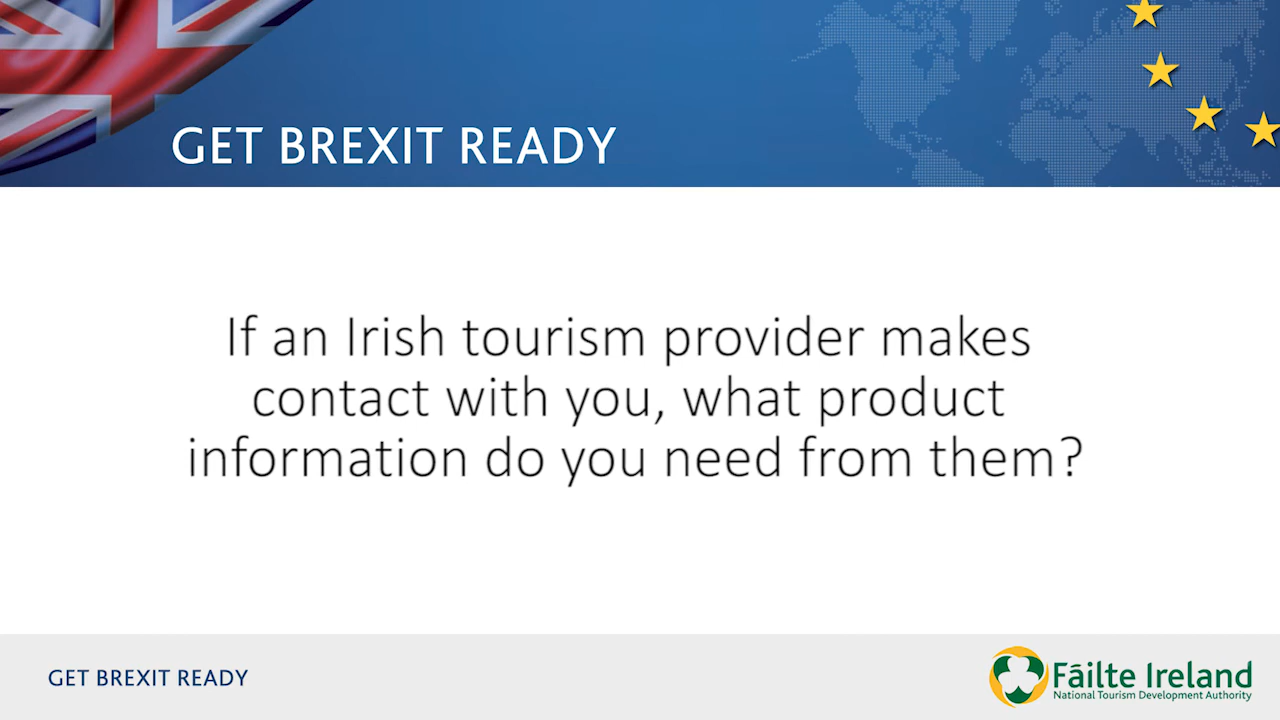 GET BREXIT READY
If an Irish tourism provider makes
contact with you, what product
information do you need from them?
GET BREXIT READY
Fáilte Ireland
National Tourism Development Authority